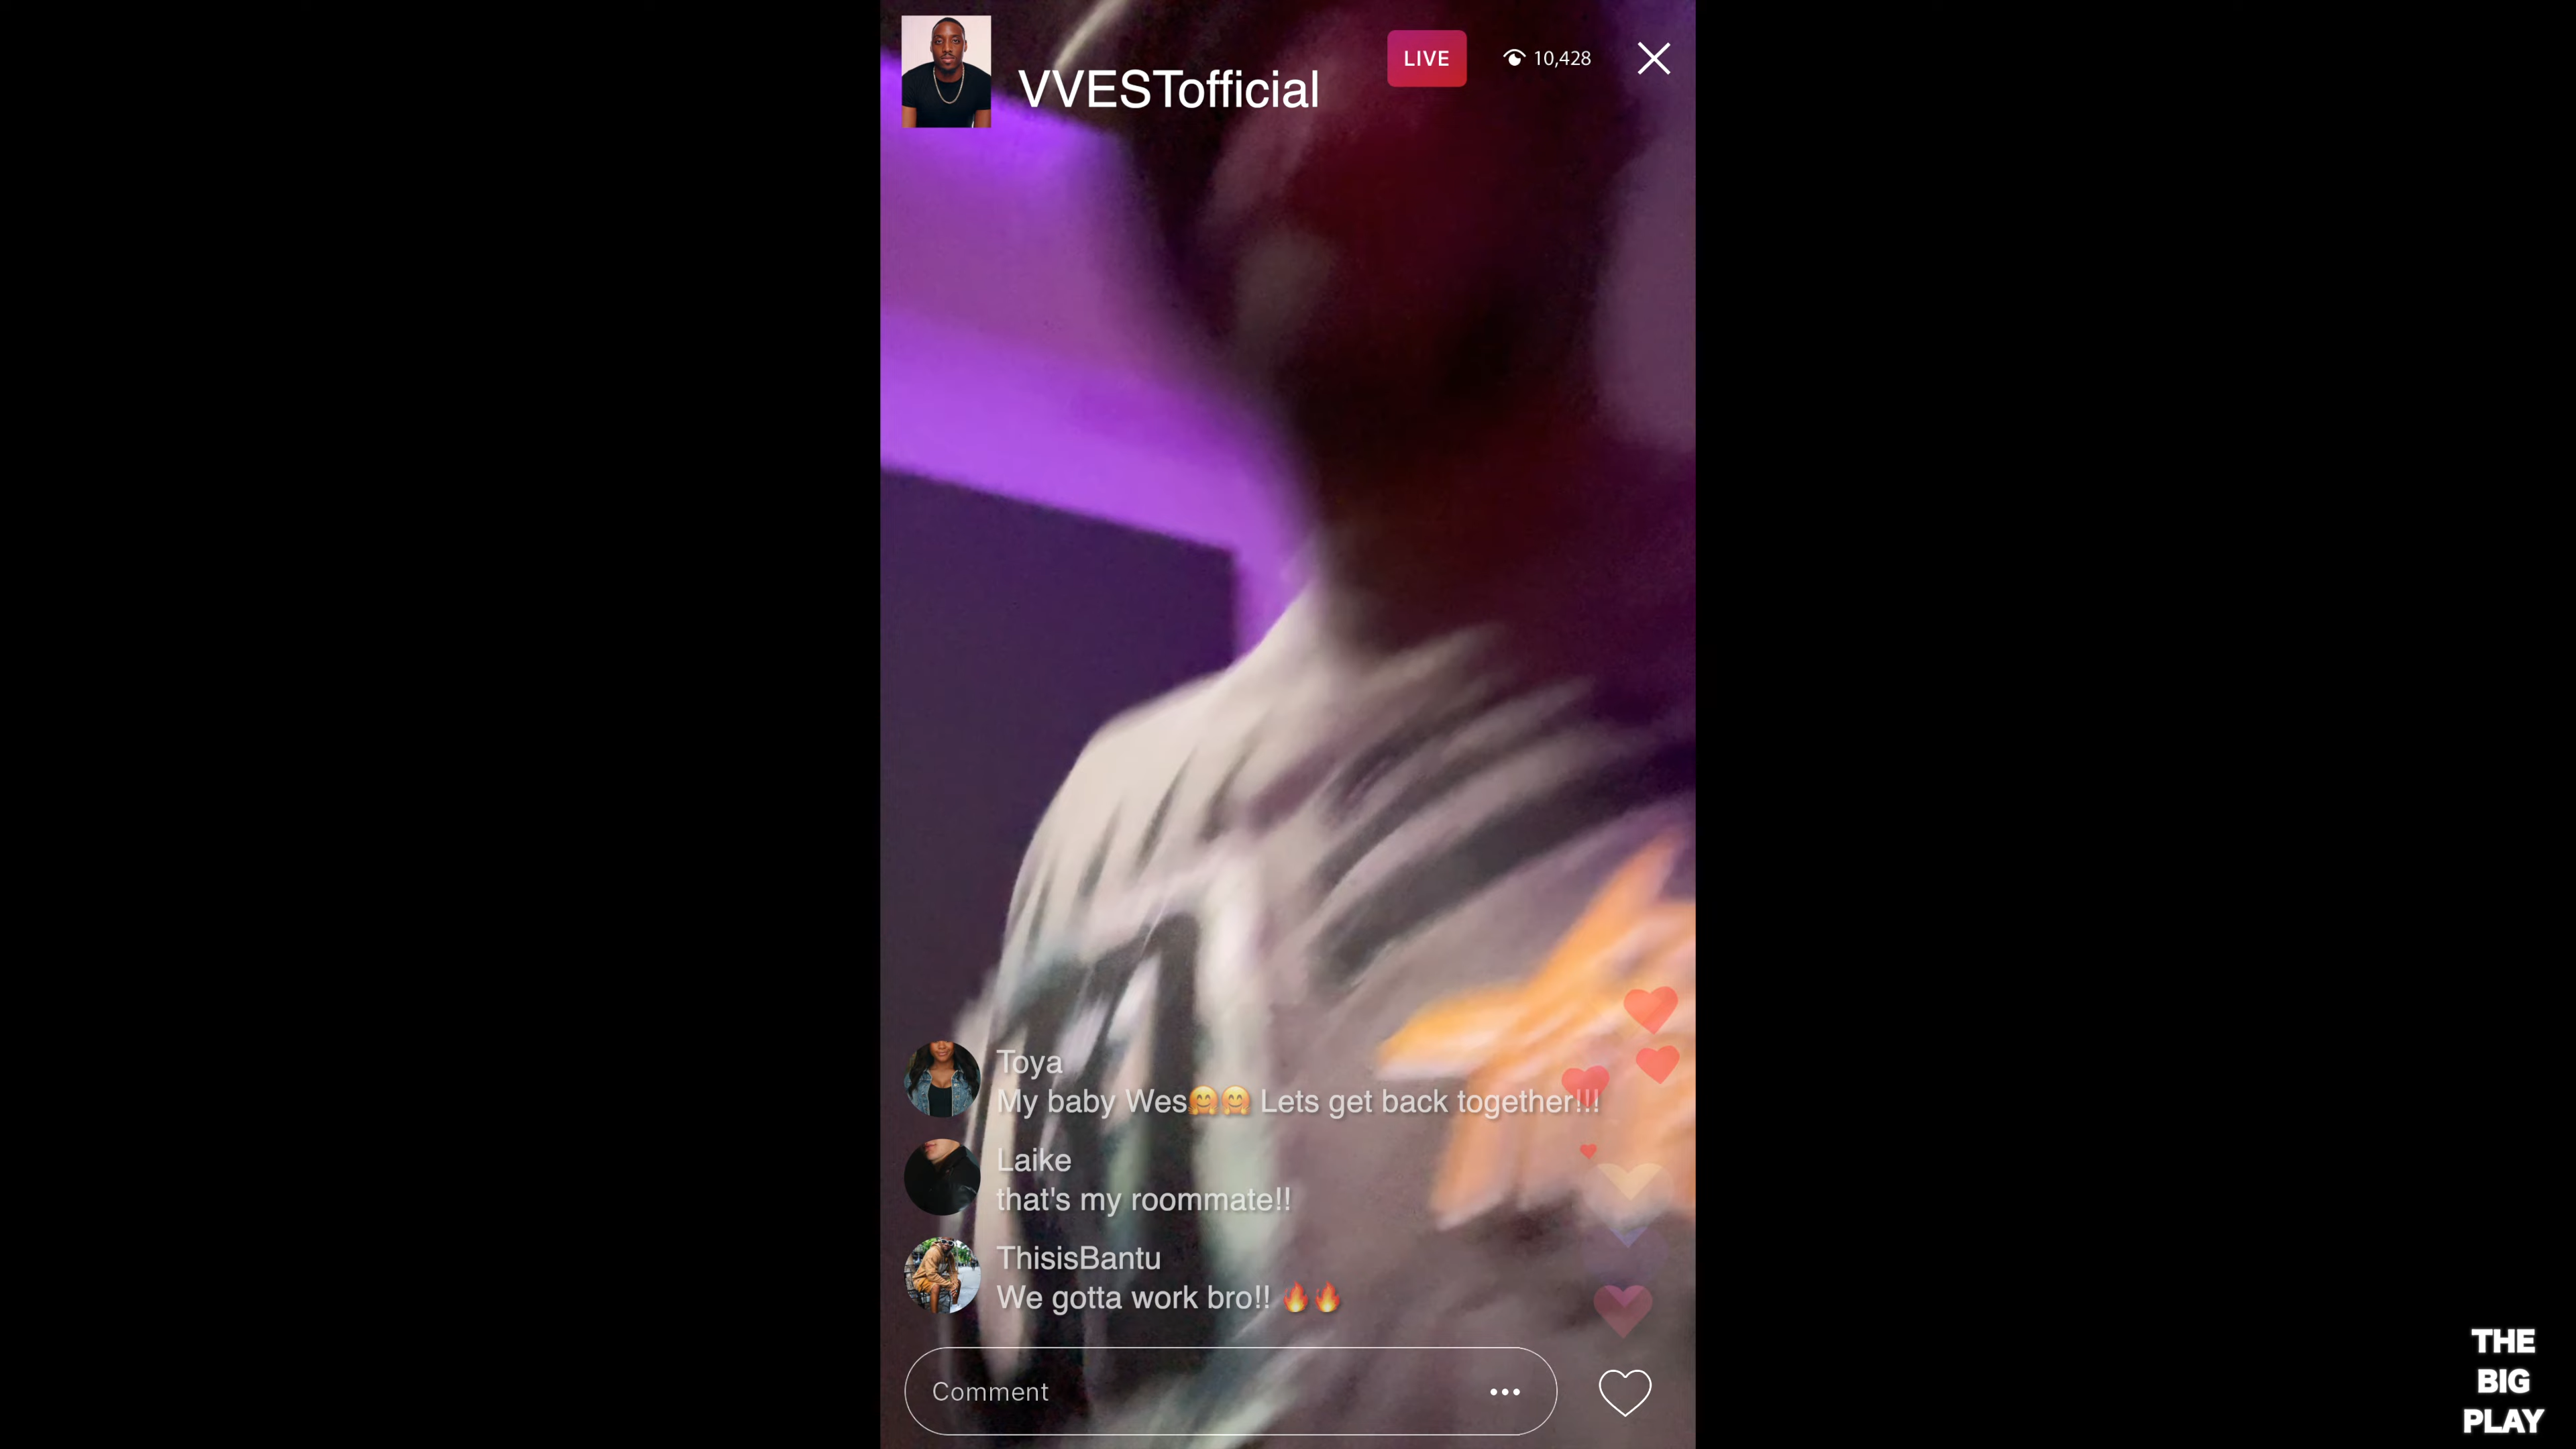 VVESTofficial
LIVE
10,428
Toya
My baby Wes🤗🤗 Lets get back together!!!
Laike
that's my roommate!!
ThisisBantu
We gotta work bro!! 🔥🔥
Comment
THE
BIG
PLAY